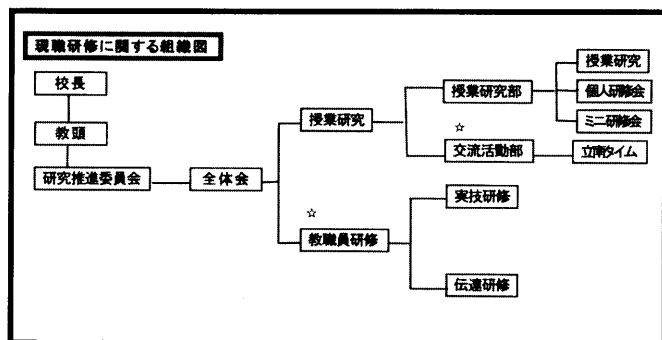 現職研修に関する組織図
校長
教頭
研究推進委員会
全体会
授業研究
☆
教職員研修
授業研究部
☆
交流活動部
実技研修
伝達研修
授業研究
個人研修会
ミニ研修会
立南タイム